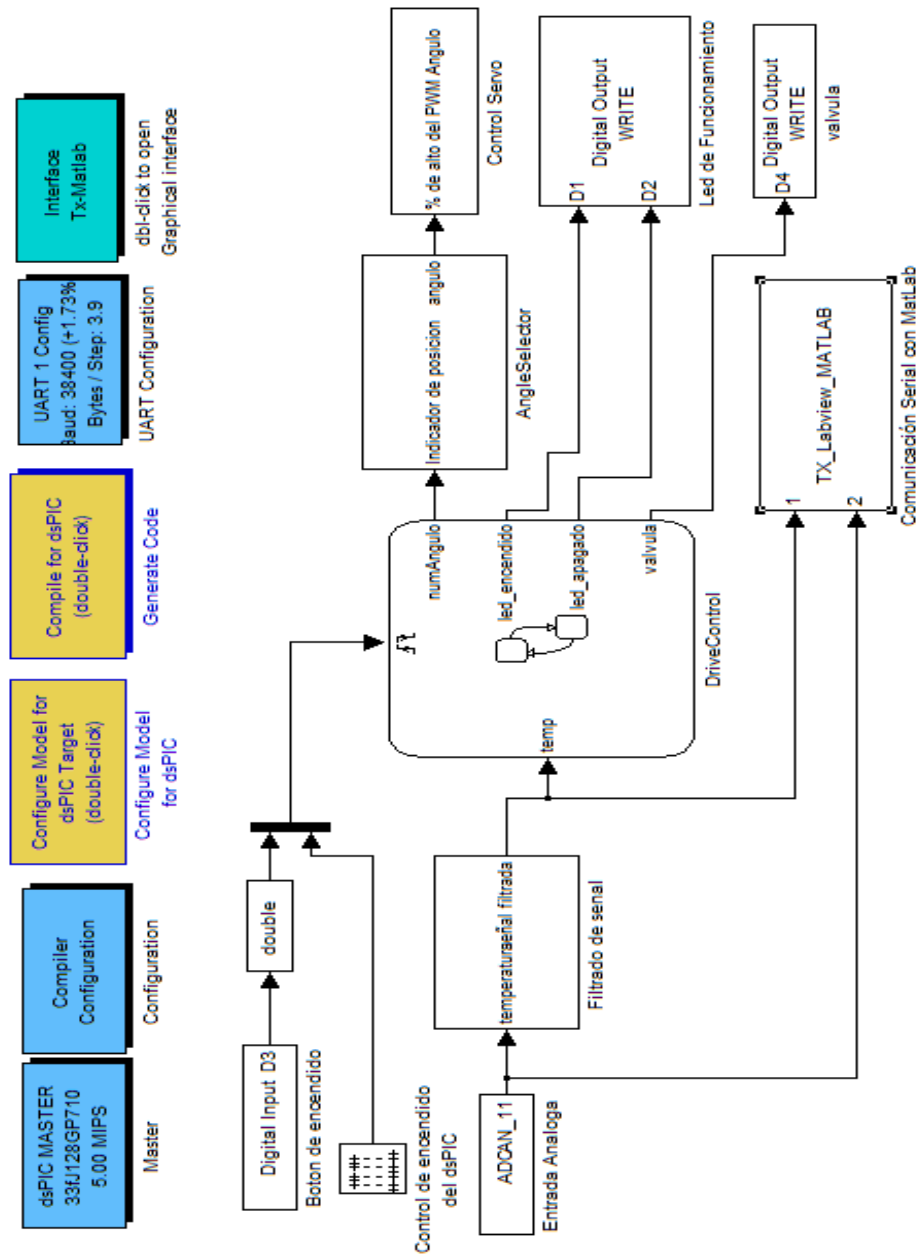 dsPIC MASTER
33fJ128GP710
5.00 MIPS
Master
Compiler
Configuration
Configuration
Configure Model for
dsPIC Target
(double-click)
Configure Model
for dsPIC
Compile for dsPIC
(double-click)
Generate Code
UART 1 Config
Baud: 38400 (+1.73%
Bytes / Step: 3.9
UART Configuration
Interface
Tx-Matlab
dbl-click to open
Graphical interface
Digital Input D3
Boton de encendido
double
Control de encendido
del dsPIC
ADCAN_11
Entrada Analoga
temperaturaeñal filtrada
Filtrado de senal
temp
numAngulo
led_encendido
led_apagado
valvula
DriveControl
Indicador de posicion angulo
AngleSelector
% de alto del PWM Angulo
Control Servo
D1
D2
Digital Output
WRITE
Led de Funcionamiento
D4
Digital Output
WRITE
valvula
1
2
TX_Labview_MATLAB
Comunicación Serial con MatLab